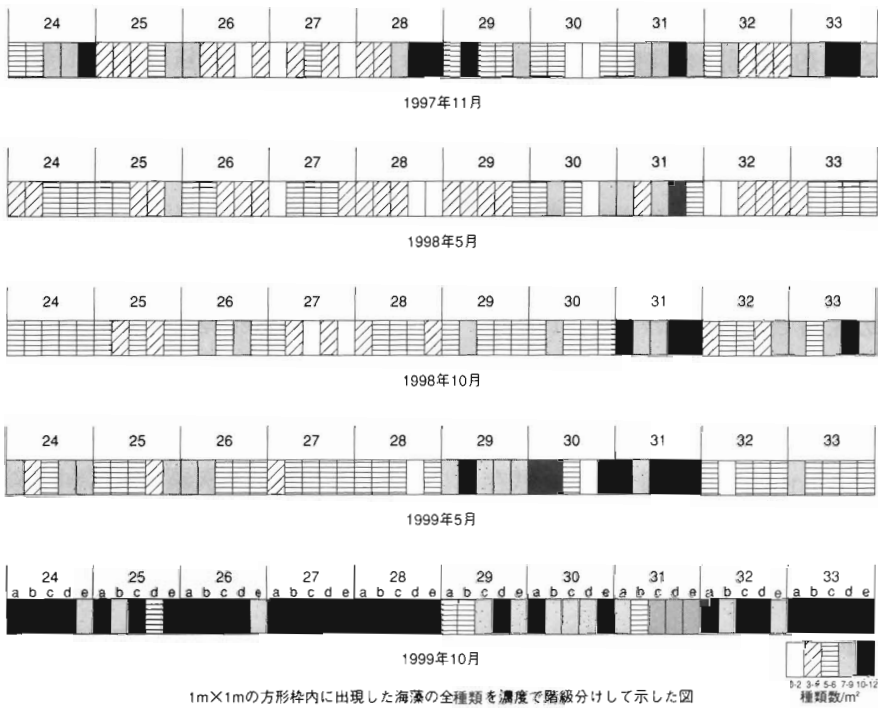 24 25 26 27 28 29 30 31 32 33
1997年11月
24 25 26 27 28 29 30 31 32 33
1998年5月
24 25 26 27 28 29 30 31 32 33
1998年10月
24 25 26 27 28 29 30 31 32 33
1999年5月
24 25 26 27 28 29 30 31 32 33
a b c d e a b c d e a b c d e a b c d e a b c d e a b c d e a b c d e a b c d e a b c d e a b c d e
1999年10月
0-2 3-4 5-6 7-9 10-12
種類数/m²
1m×1mの方形枠内に出現した海藻の全種類を濃度で階級分けして示した図